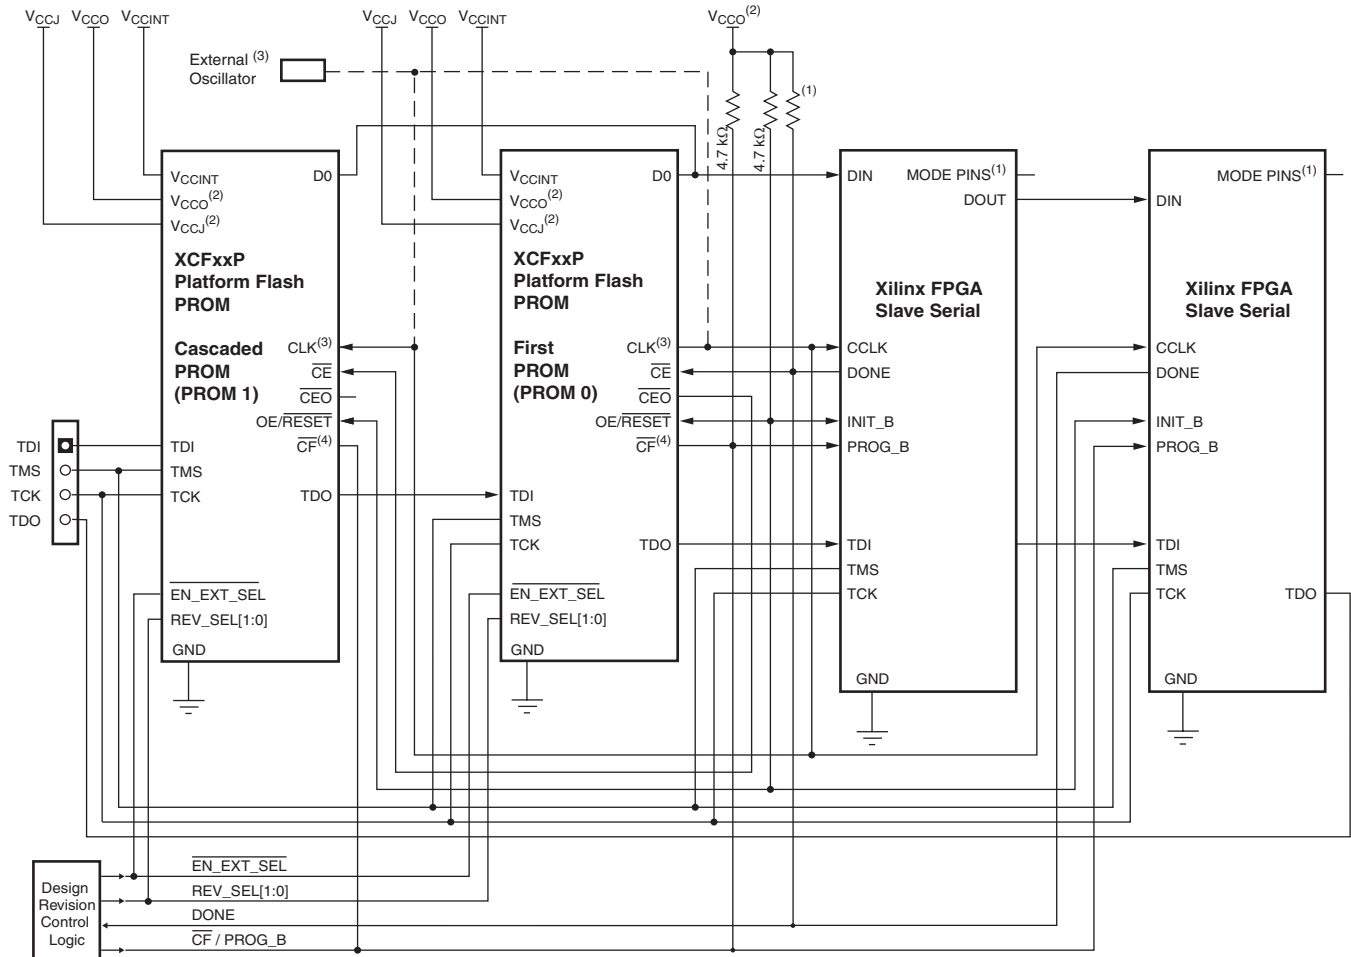 VCCJ VCCO VCCINT
VCCJ VCCO VCCINT
VCCO(2)
External (3)
Oscillator
4.7 kΩ
4.7 kΩ
(1)
VCCINT
VCCO(2)
VCCJ(2)
D0
XCFxxP
Platform Flash
PROM
Cascaded
PROM
(PROM 1)
CLK(3)
CE
CEO
OE/RESET
CF(4)
TDI
TMS
TCK
TDO
EN_EXT_SEL
REV_SEL[1:0]
GND
TDI
TMS
TCK
TDO
VCCINT
VCCO(2)
VCCJ(2)
D0
XCFxxP
Platform Flash
PROM
First
PROM
(PROM 0)
CLK(3)
CE
CEO
OE/RESET
CF(4)
TDI
TMS
TCK
TDO
EN_EXT_SEL
REV_SEL[1:0]
GND
DIN
MODE PINS(1)
DOUT
Xilinx FPGA
Slave Serial
CCLK
DONE
INIT_B
PROG_B
TDI
TMS
TCK
GND
MODE PINS(1)
DIN
Xilinx FPGA
Slave Serial
CCLK
DONE
INIT_B
PROG_B
TDI
TMS
TCK
TDO
GND
Design
Revision
Control
Logic
EN_EXT_SEL
REV_SEL[1:0]
DONE
CF / PROG_B